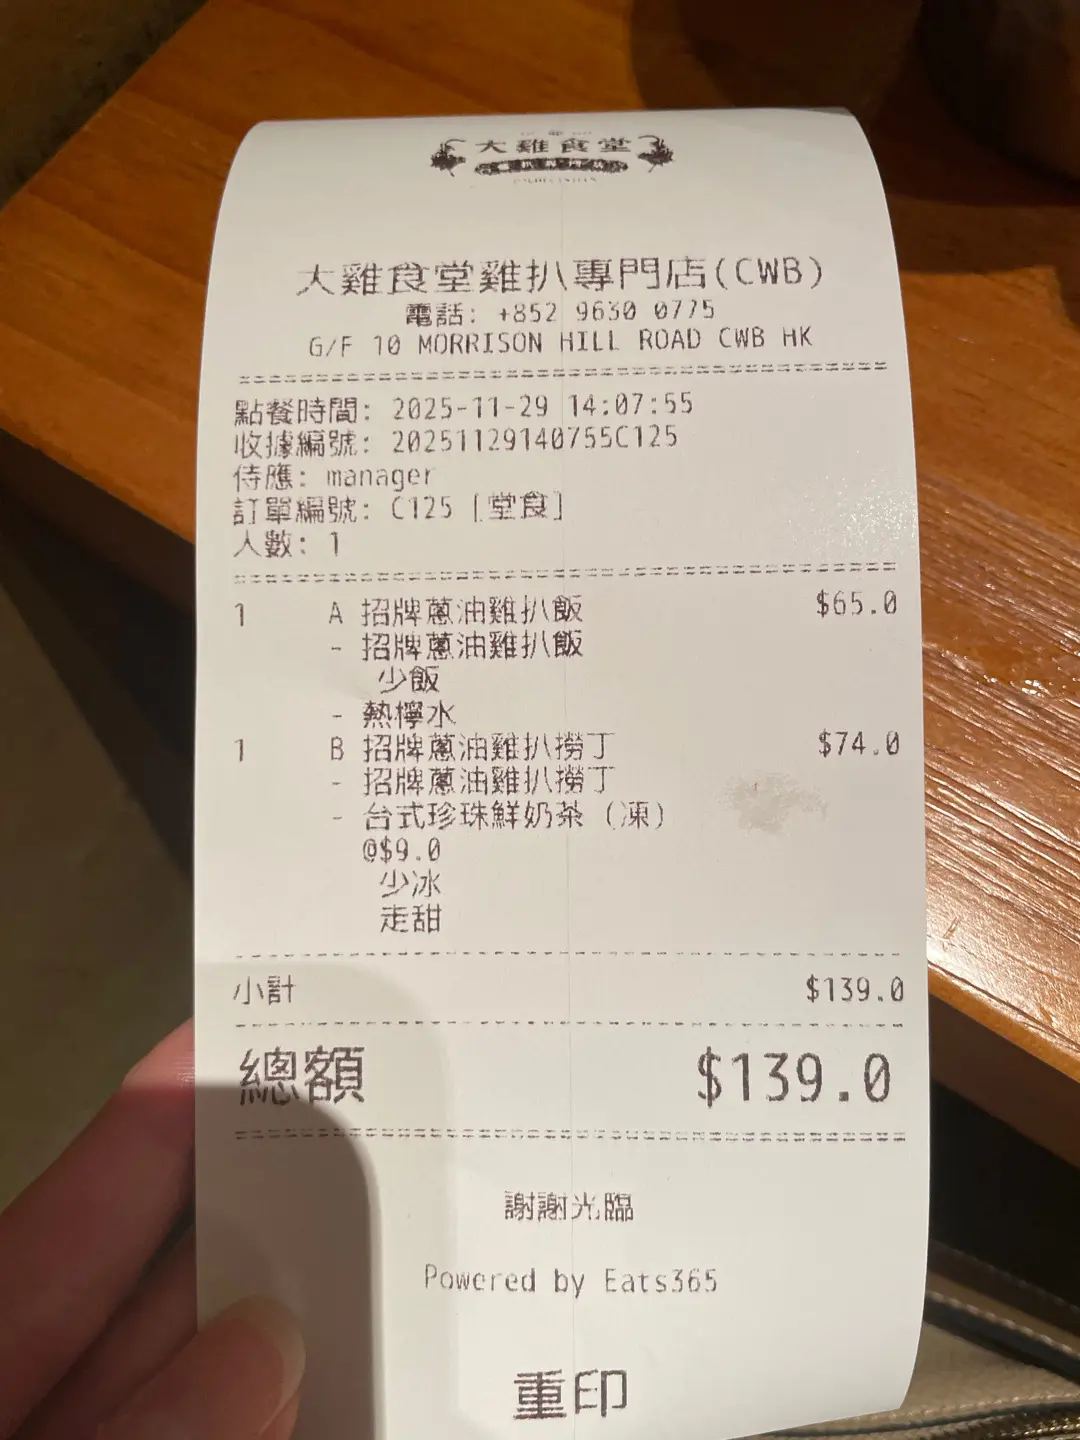 大雞食堂
大雞食堂雞扒專門店(CWB)
電話: +852 9630 0775
G/F 10 MORRISON HILL ROAD CWB HK
點餐時間: 2025-11-29 14:07:55
收據編號: 20251129140755C125
侍應: manager
訂單編號: C125 [堂食]
人數: 1
1 A 招牌蔥油雞扒飯 $65.0
- 招牌蔥油雞扒飯
少飯
- 熱檸水
1 B 招牌蔥油雞扒撈丁 $74.0
- 招牌蔥油雞扒撈丁
- 台式珍珠鮮奶茶 (凍)
@$9.0
少冰
走甜
小計 $139.0
總額 $139.0
謝謝光臨
Powered by Eats365
重印